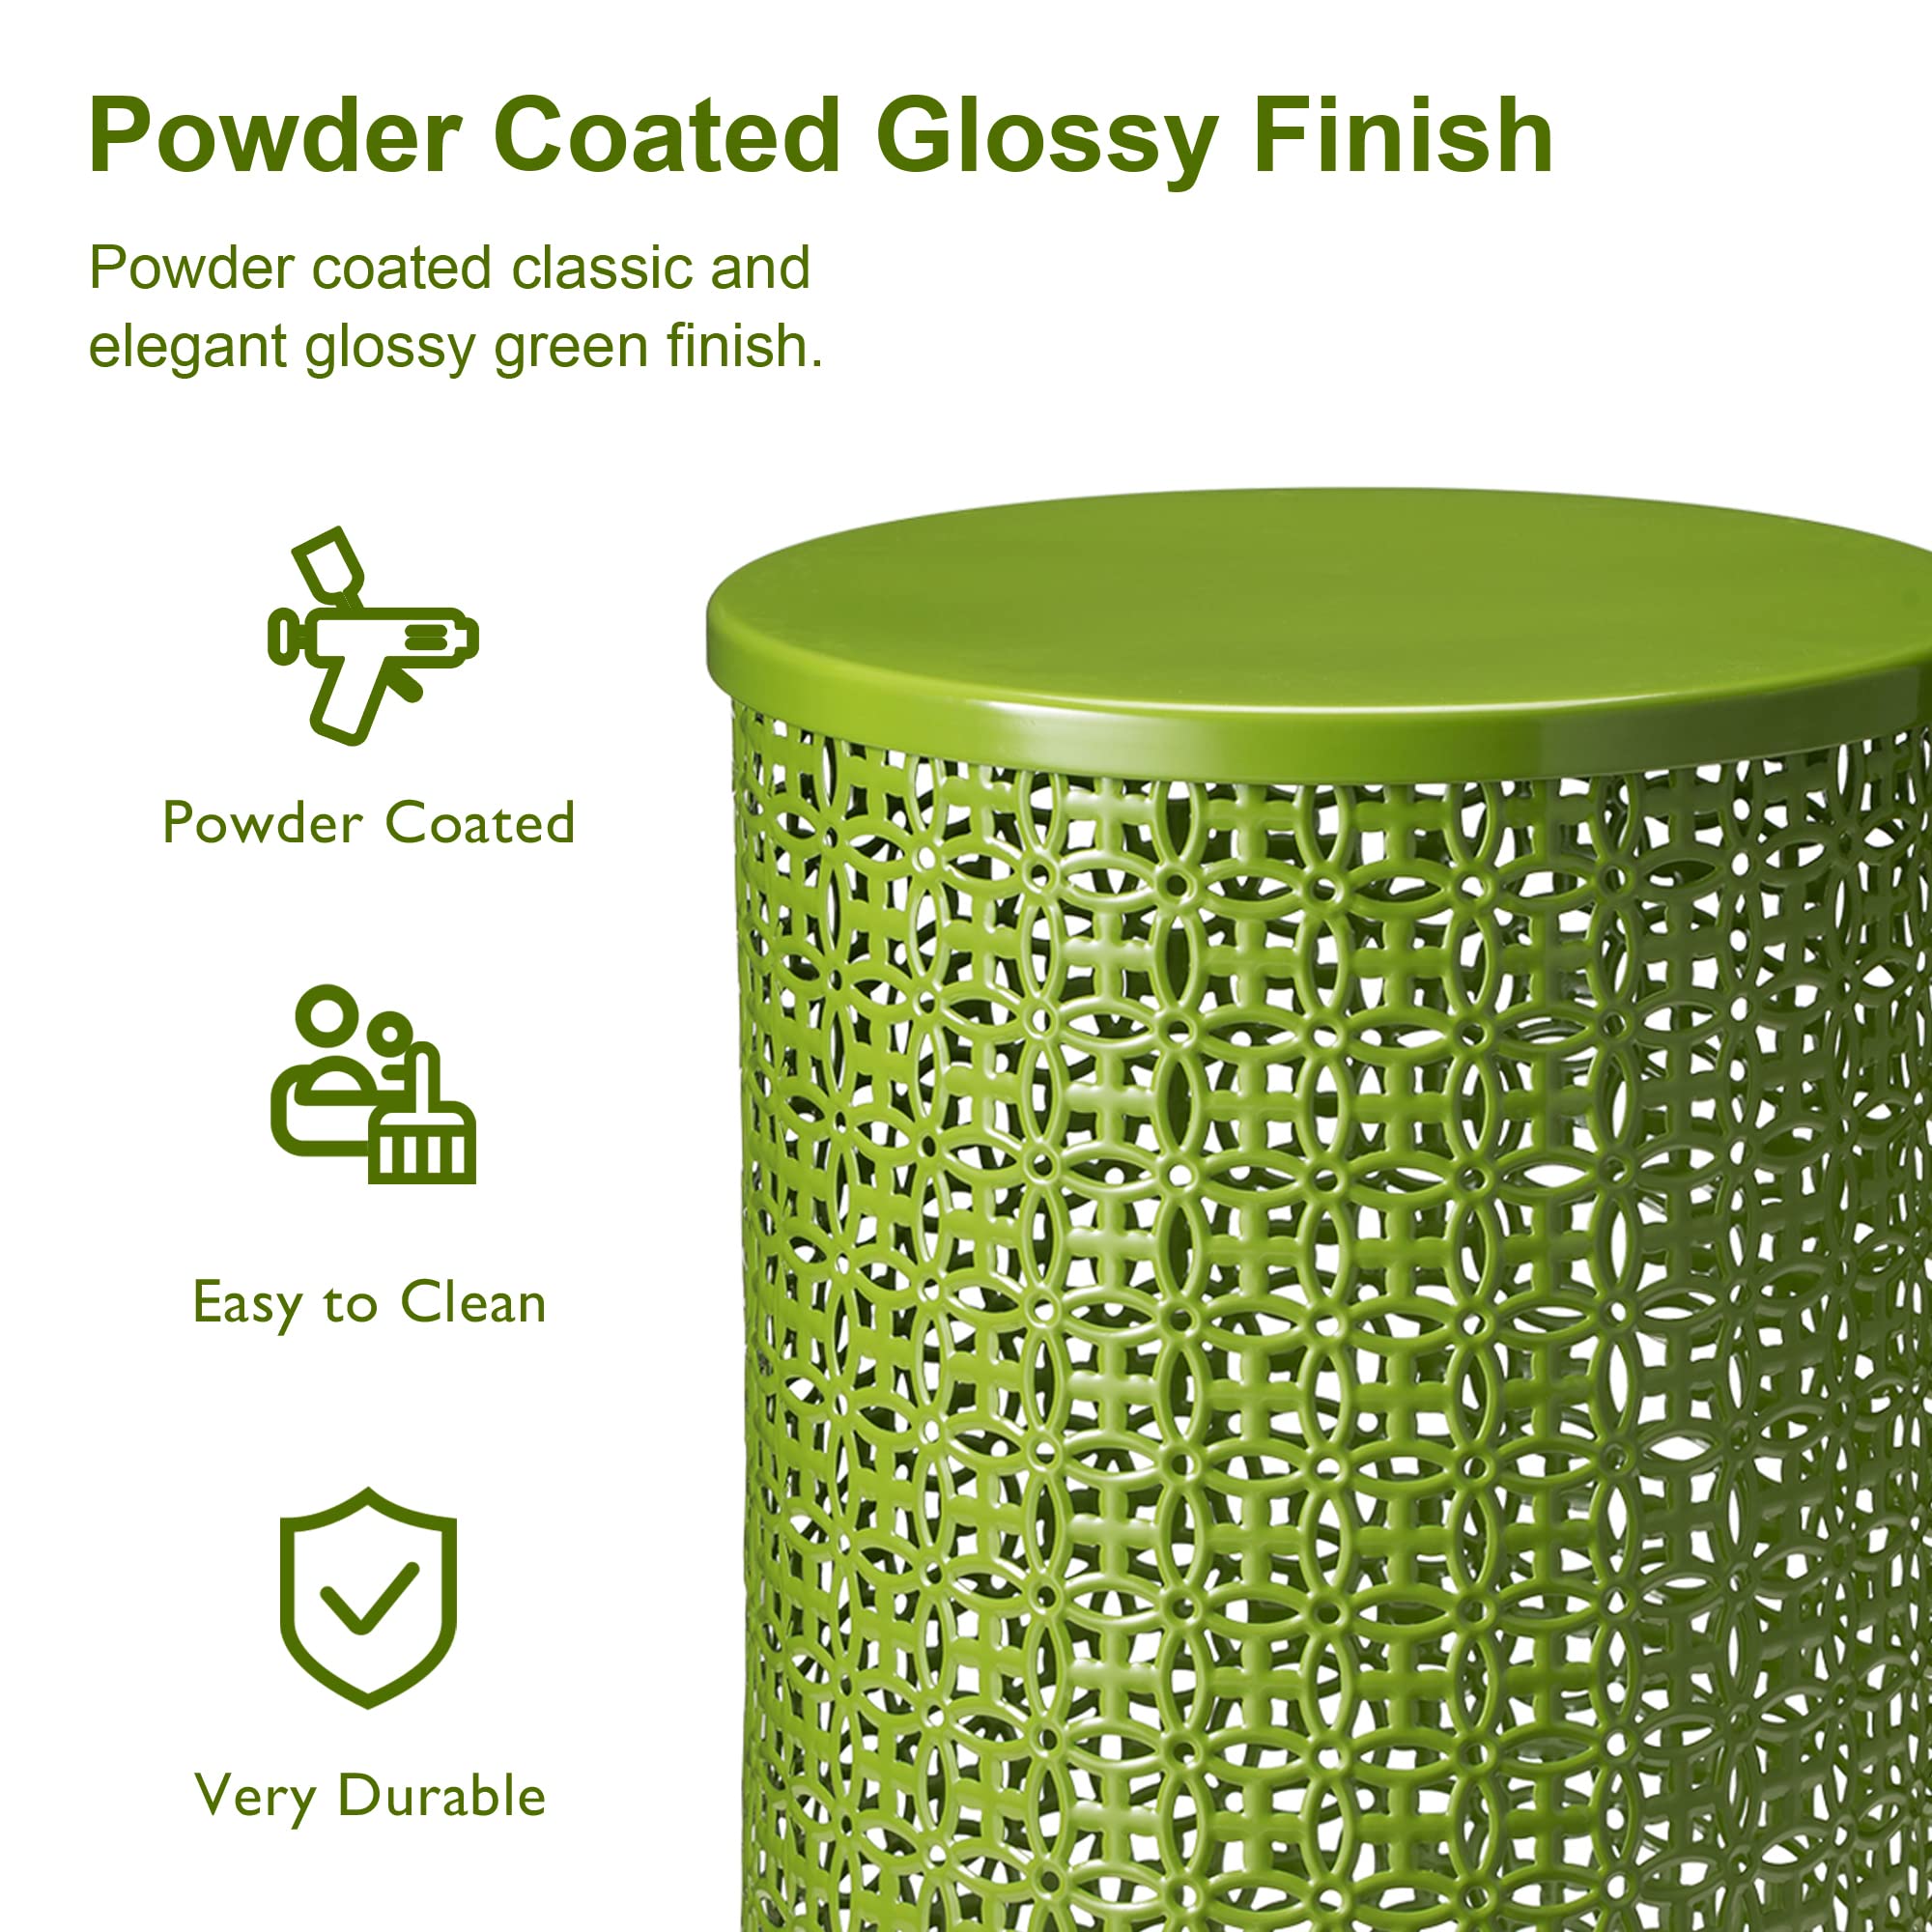 Powder Coated Glossy Finish
Powder coated classic and
elegant glossy green finish.
Powder Coated
Easy to Clean
Very Durable